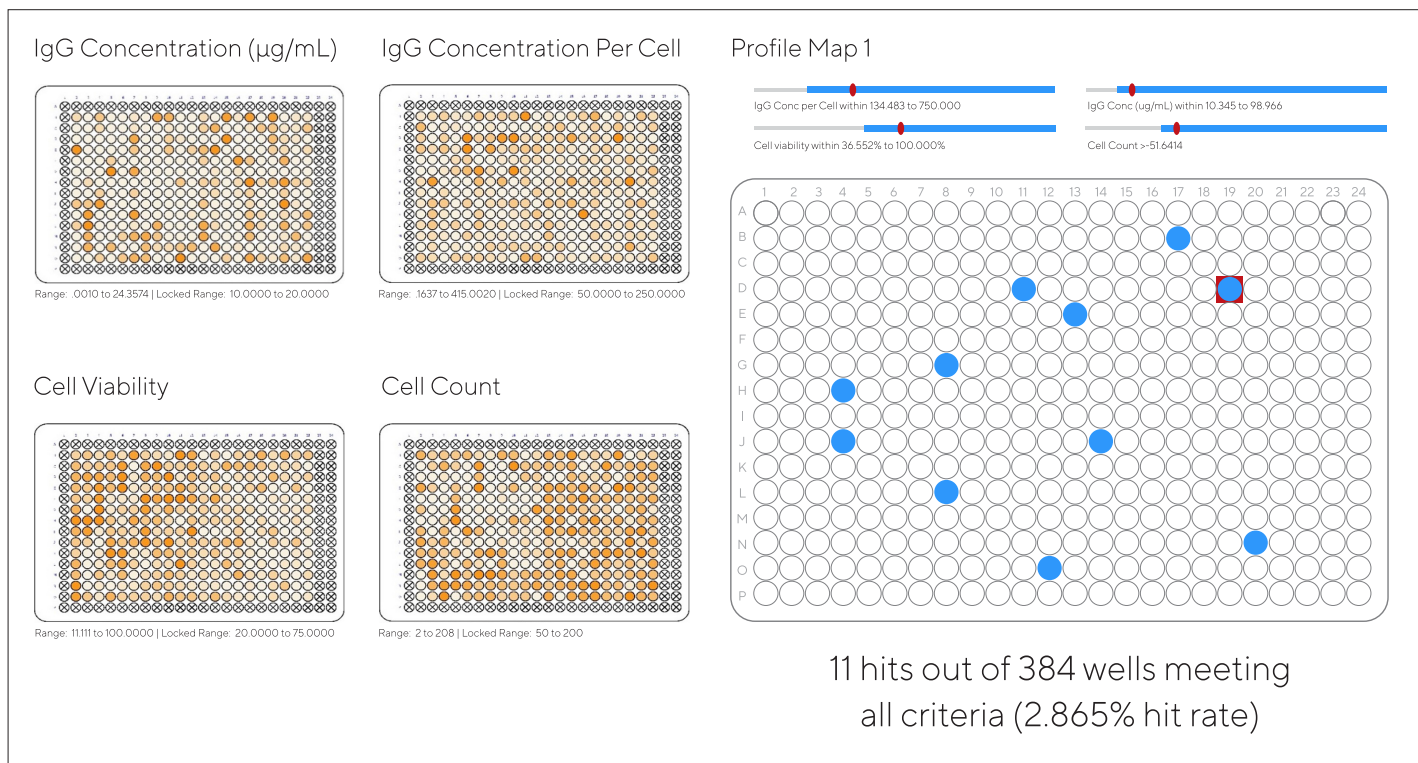 IgG Concentration (µg/mL)
Range: .0010 to 24.3574 | Locked Range: 10.0000 to 20.0000
IgG Concentration Per Cell
Range: .1637 to 415.0020 | Locked Range: 50.0000 to 250.0000
Cell Viability
Range: 11.111 to 100.0000 | Locked Range: 20.0000 to 75.0000
Cell Count
Range: 2 to 208 | Locked Range: 50 to 200
Profile Map 1
IgG Conc per Cell within 134.483 to 750.000
IgG Conc (ug/mL) within 10.345 to 98.966
Cell viability within 36.552% to 100.000%
Cell Count >-51.6414
1 2 3 4 5 6 7 8 9 10 11 12 13 14 15 16 17 18 19 20 21 22 23 24
A
B
C
D
E
F
G
H
I
J
K
L
M
N
O
P
11 hits out of 384 wells meeting
all criteria (2.865% hit rate)